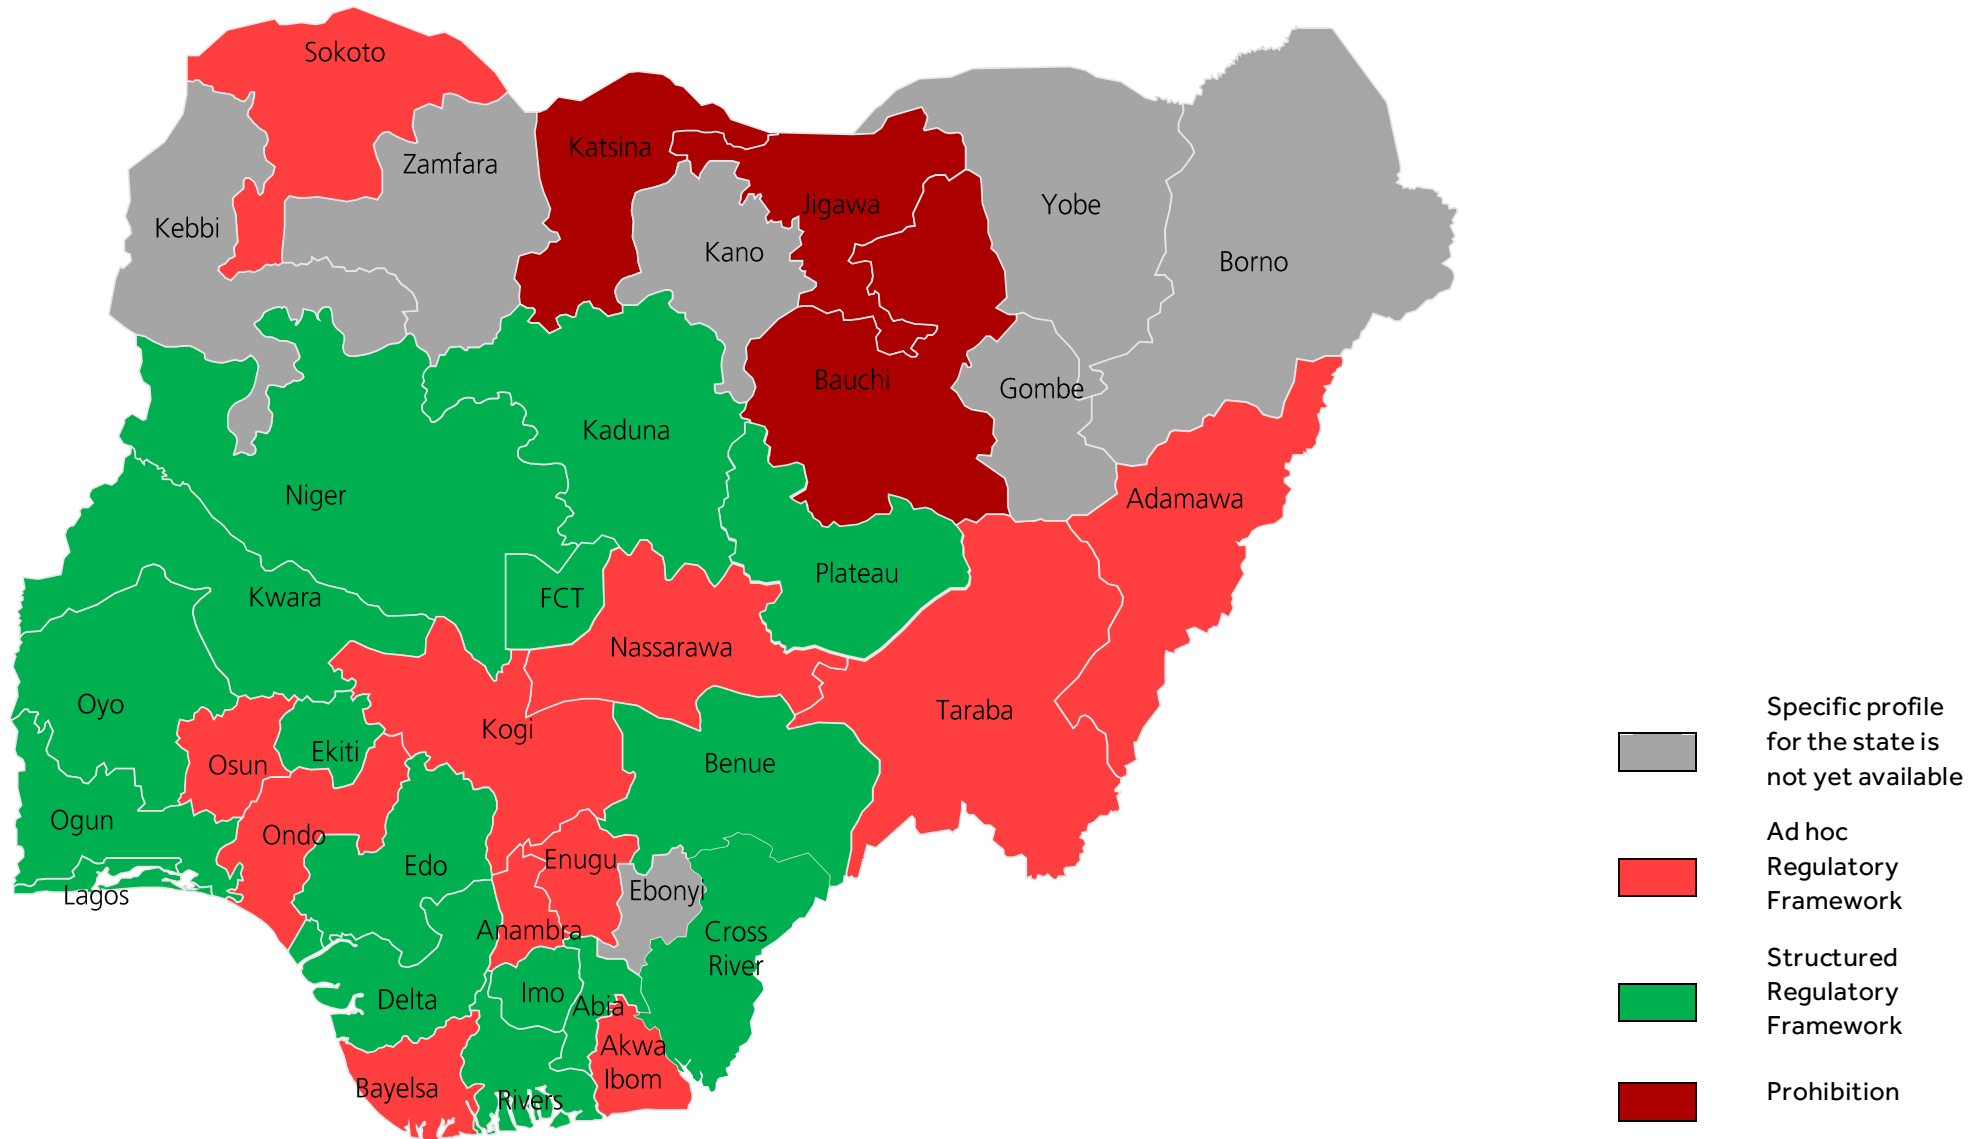 Sokoto
Katsina
Zamfara
Jigawa
Yobe
Kebbi
Kano
Borno
Bauchi
Gombe
Kaduna
Niger
Adamawa
Plateau
Kwara
FCT
Nassarawa
Oyo
Taraba
Kogi
Ekiti
Osun
Benue
Ogun
Ondo
Enugu
Edo
Ebonyi
Lagos
Anambra
Cross
River
Imo
Delta
Abia
Akwa
Ibom
Bayelsa
Rivers
Specific profile
for the state is
not yet available
Ad hoc
Regulatory
Framework
Structured
Regulatory
Framework
Prohibition